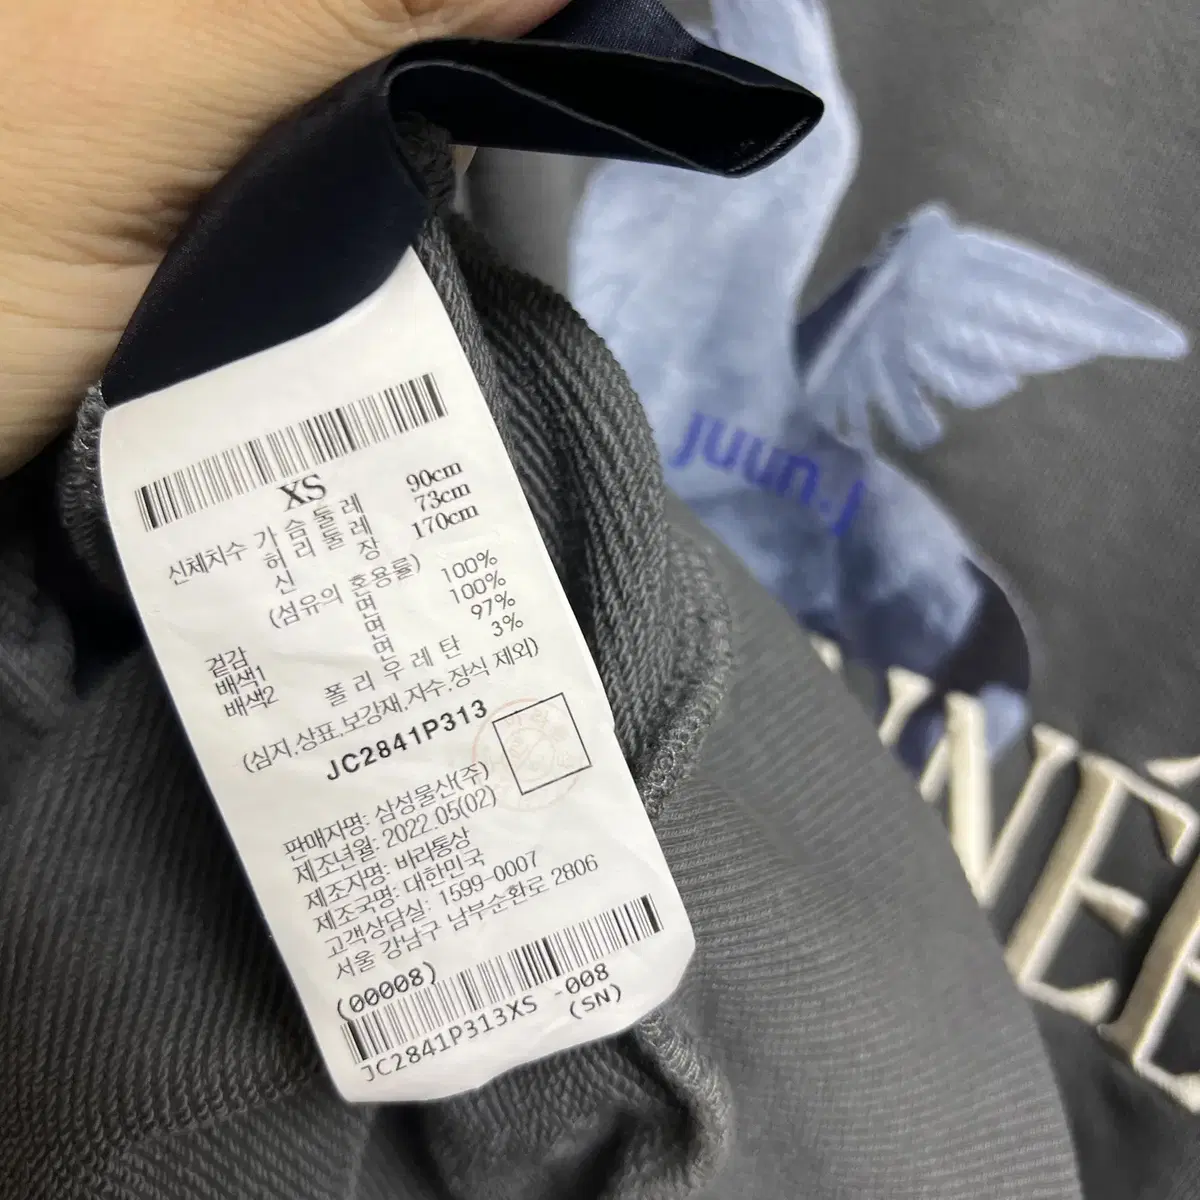 XS
신체치수 가슴둘레 90cm
허리둘레 73cm
신장 170cm
(섬유의 혼용률)
겉감 면 100%
배색1 면 100%
배색2 면 97%
폴리우레탄 3%
(심지.상표.보강재.자수.장식 제외)
JC2841P313
판매자명: 삼성물산(주)
제조년월: 2022.05(02)
제조자명: 바리통상
제조국명: 대한민국
고객상담실: 1599-0007
서울 강남구 남부순환로 2806
(00008)
-008
JC2841P313XS (SN)
juun.J